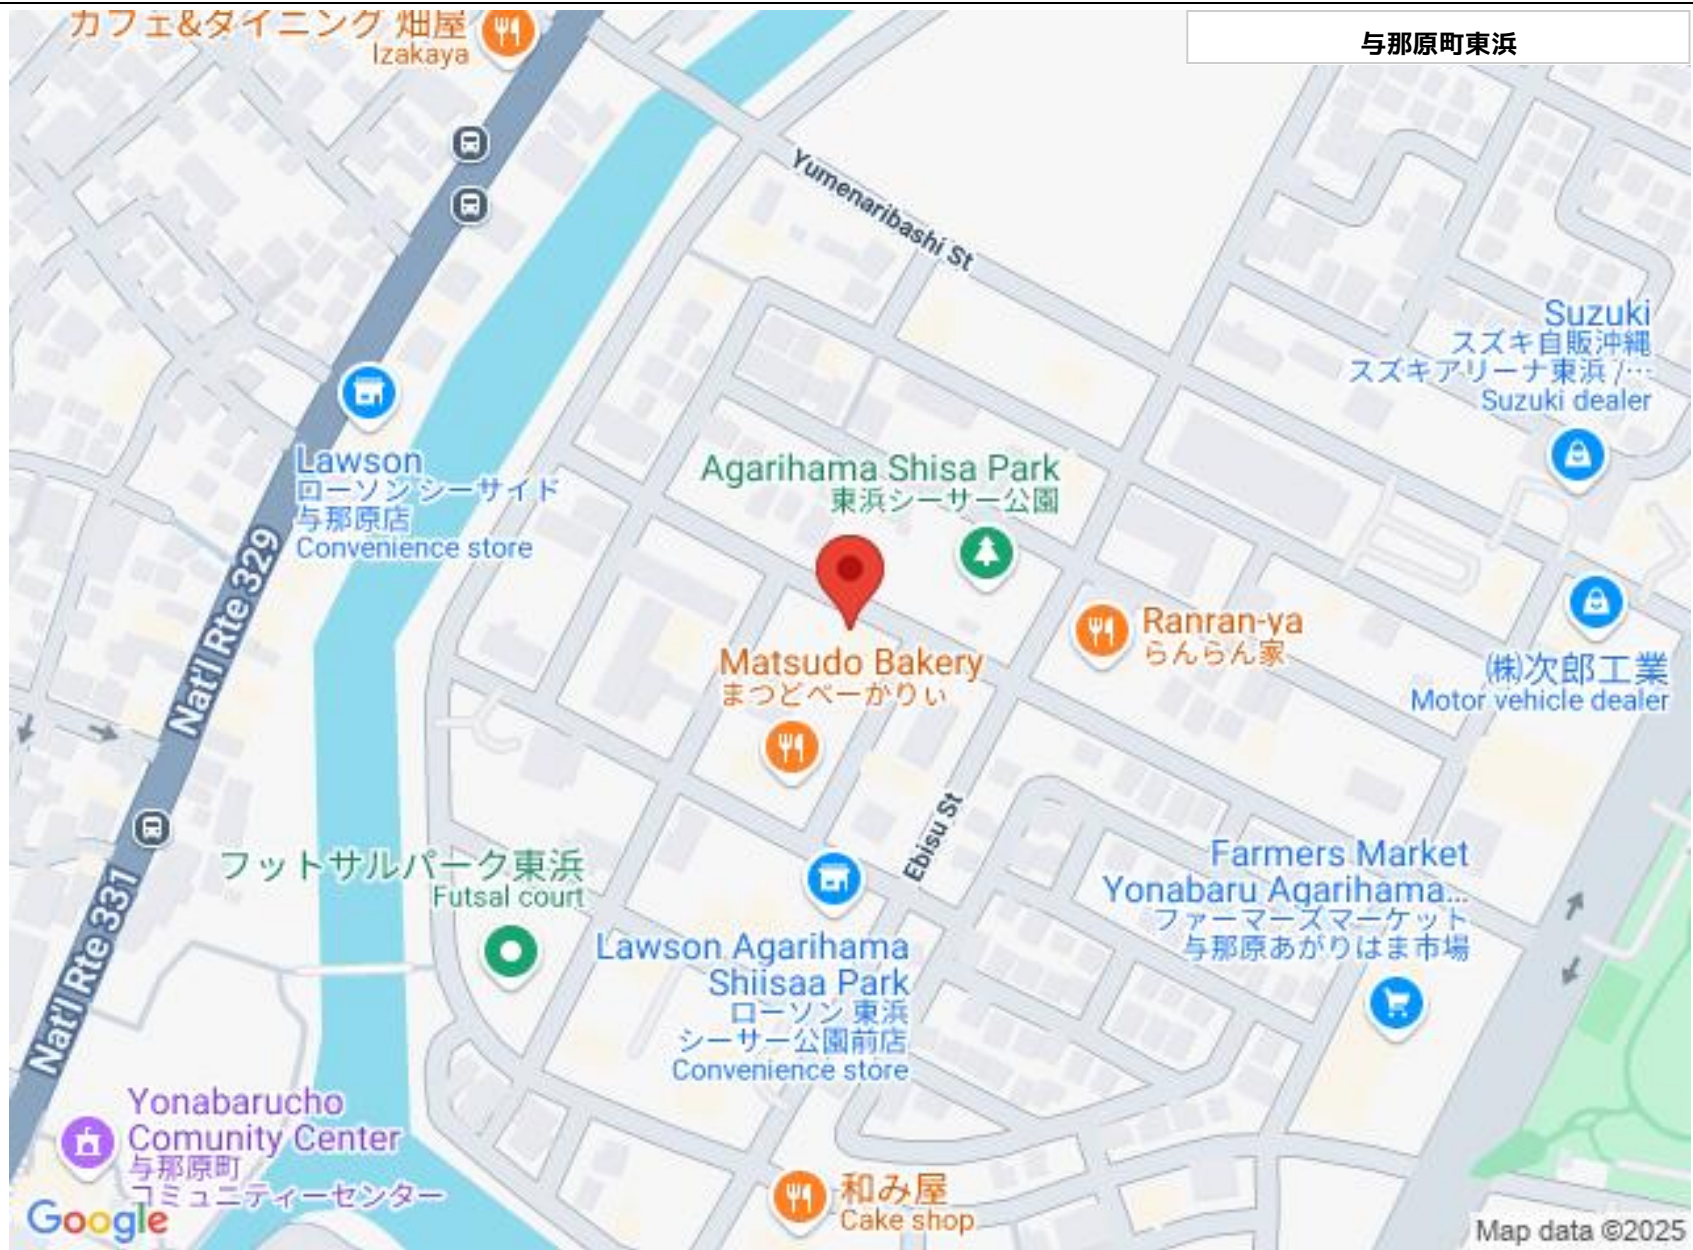 カフェ&ダイニング 畑屋
Izakaya
与那原町東浜
Yumenaribashi St
Suzuki
スズキ自販沖縄
スズキアリーナ東浜 /…
Suzuki dealer
Lawson
ローソン シーサイド
与那原店
Convenience store
Agarihama Shisa Park
東浜シーサー公園
Nat'l Rte 329
Ranran-ya
らんらん家
Matsudo Bakery
まつどべーかりぃ
㈱次郎工業
Motor vehicle dealer
Ebisu St
フットサルパーク東浜
Futsal court
Farmers Market
Yonabaru Agarihama...
ファーマーズマーケット
与那原あがりはま市場
Nat'l Rte 331
Lawson Agarihama
Shiisaa Park
ローソン 東浜
シーサー公園前店
Convenience store
Yonabarucho
Comunity Center
与那原町
コミュニティーセンター
和み屋
Cake shop
Google
Map data ©2025